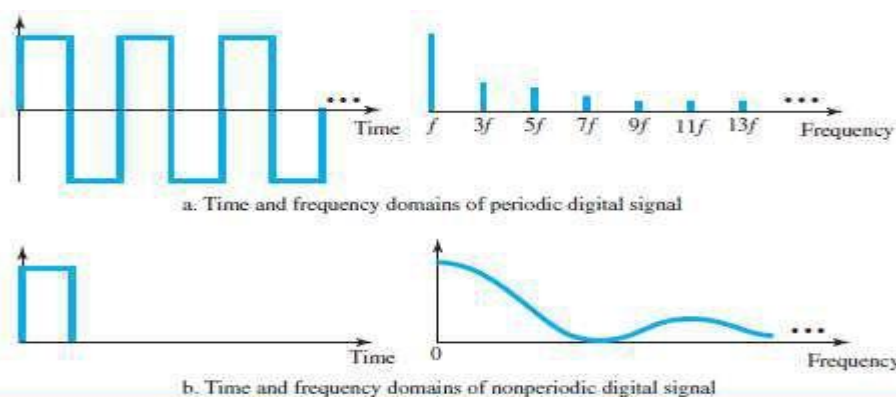 ...
Time
f 3f 5f 7f 9f 11f 13f
...
Frequency
a. Time and frequency domains of periodic digital signal
Time
0
...
Frequency
b. Time and frequency domains of nonperiodic digital signal